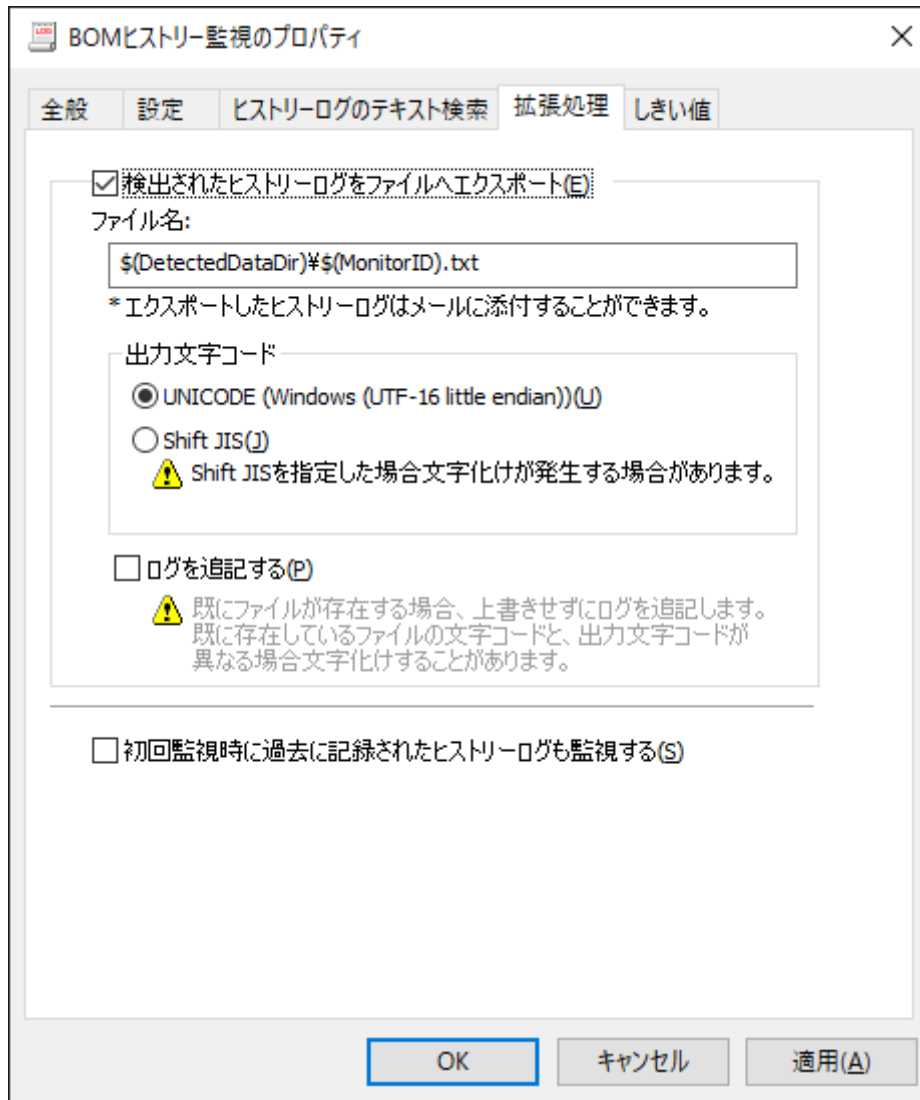 BOMヒストリー監視のプロパティ
全般 設定 ヒストリーログのテキスト検索 拡張処理 しきい値
検出されたヒストリーログをファイルへエクスポート(E)
ファイル名:
$(DetectedDataDir)¥$(MonitorID).txt
*エクスポートしたヒストリーログはメールに添付することができます。
出力文字コード
UNICODE (Windows (UTF-16 little endian))(U)
Shift JIS(J)
Shift JISを指定した場合文字化けが発生する場合があります。
ログを追記する(P)
既にファイルが存在する場合、上書きせずにログを追記します。
既に存在しているファイルの文字コードと、出力文字コードが
異なる場合文字化けすることがあります。
初回監視時に過去に記録されたヒストリーログも監視する(S)
OK キャンセル 適用(A)